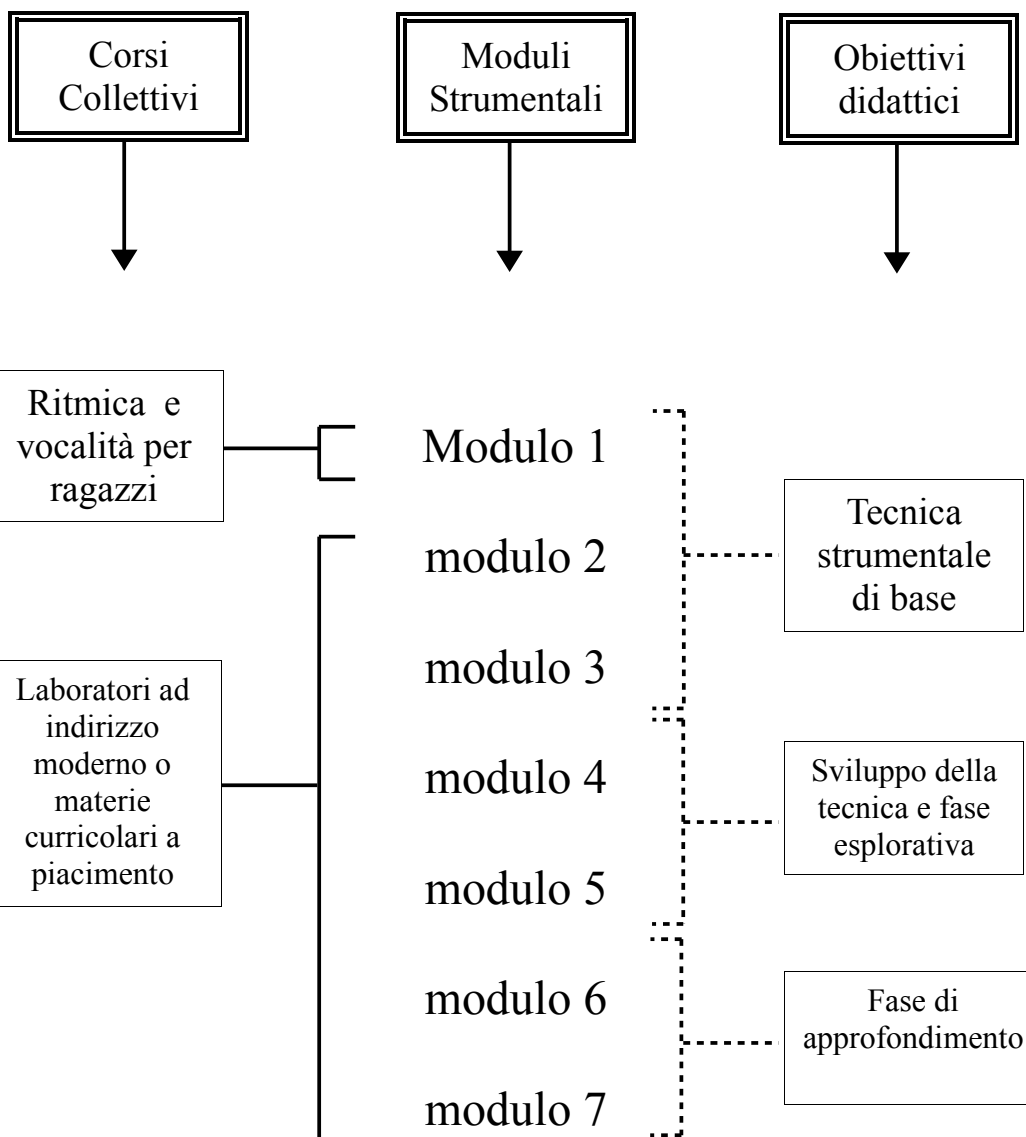 Corsi
Collettivi
Moduli
Strumentali
Obiettivi
didattici
Ritmica e
vocalità per
ragazzi
Laboratori ad
indirizzo
moderno o
materie
curricolari a
piacimento
Modulo 1
modulo 2
modulo 3
modulo 4
modulo 5
modulo 6
modulo 7
Tecnica
strumentale
di base
Sviluppo della
tecnica e fase
esplorativa
Fase di
approfondimento